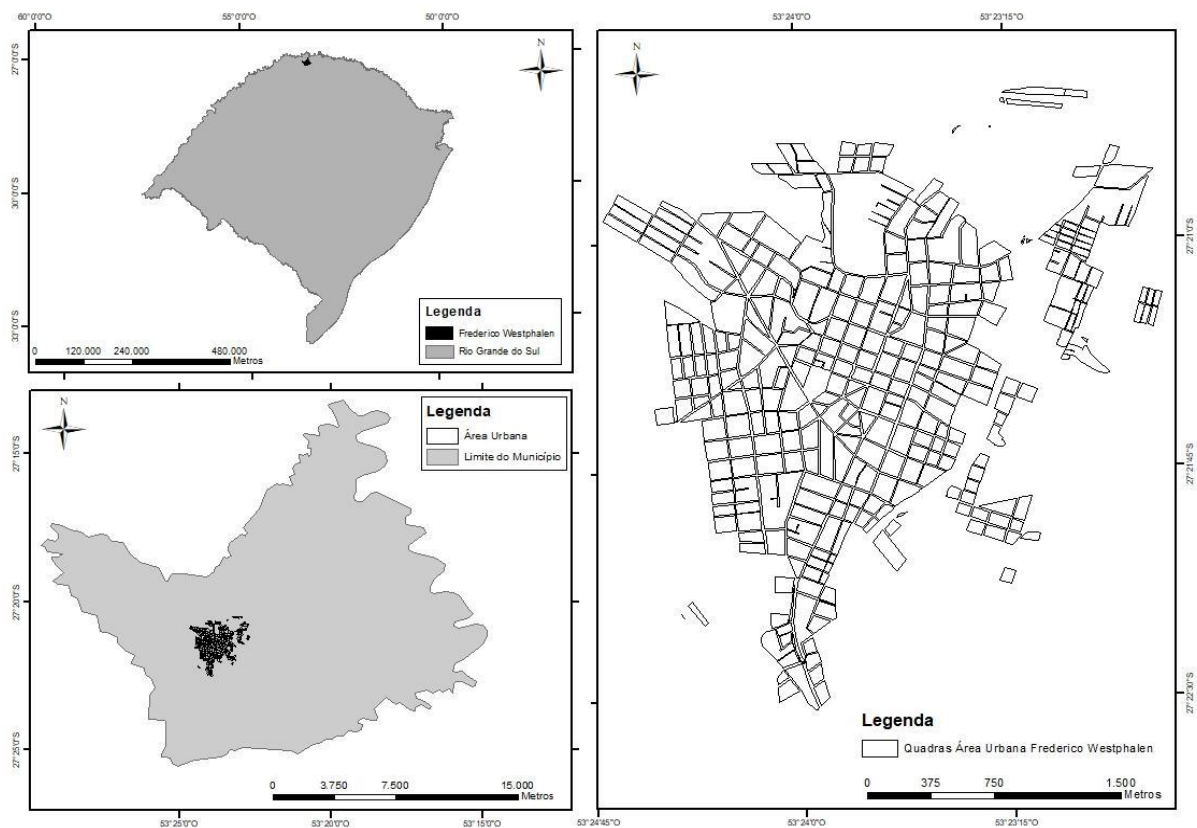 60°0'0"O
55°0'0"O
50°0'0"O
27°0'0"S
30°0'0"S
33°0'0"S
N
Legenda
Frederico Westphalen
Rio Grande do Sul
0 120.000 240.000 480.000
Metros
N
Legenda
Área Urbana
Limite do Município
27°15'0"S
27°20'0"S
27°25'0"S
0 3.750 7.500 15.000
Metros
53°25'0"O
53°20'0"O
53°15'0"O
53°24'0"O
53°23'15"O
N
27°21'0"S
27°21'45"S
27°22'30"S
Legenda
Quadras Área Urbana Frederico Westphalen
0 375 750 1.500
Metros
53°24'45"O
53°24'0"O
53°23'15"O